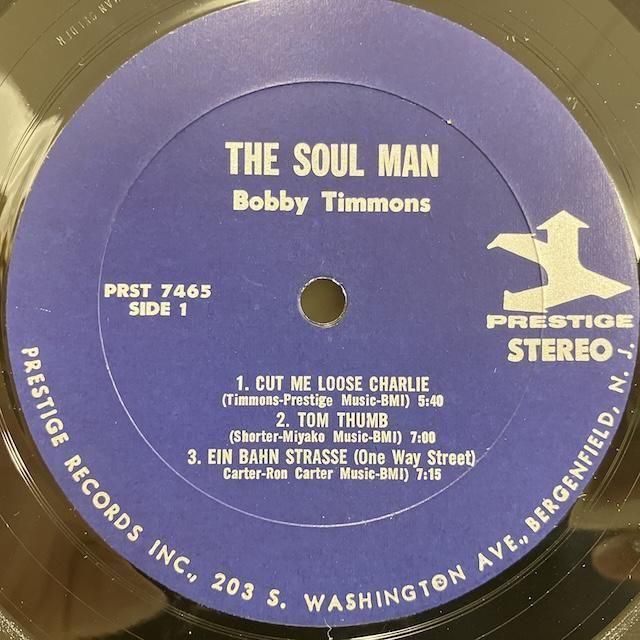 THE SOUL MAN
Bobby Timmons
PRST 7465
SIDE 1
PRESTIGE
STEREO
1. CUT ME LOOSE CHARLIE
(Timmons-Prestige Music-BMI) 5:40
2. TOM THUMB
(Shorter-Miyako Music-BMI) 7:00
3. EIN BAHN STRASSE (One Way Street)
Carter-Ron Carter Music-BMI) 7:15
PRESTIGE RECORDS INC., 203 S. WASHINGTON AVE., BERGENFIELD, N. J.